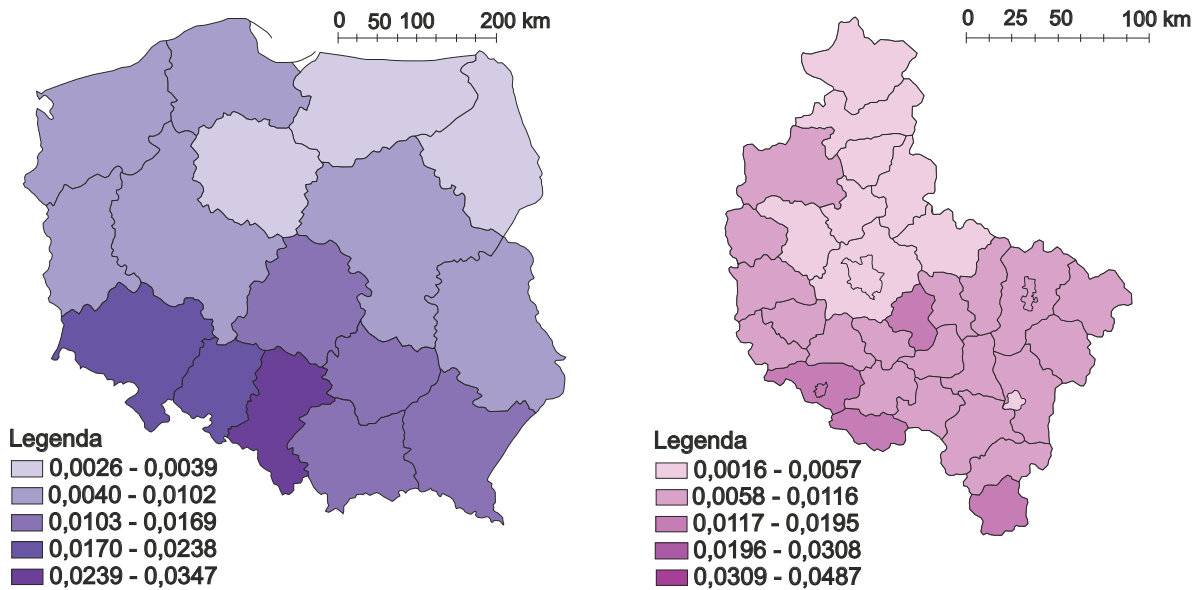 0 50 100 200 km
Legenda
0,0026 - 0,0039
0,0040 - 0,0102
0,0103 - 0,0169
0,0170 - 0,0238
0,0239 - 0,0347
0 25 50 100 km
Legenda
0,0016 - 0,0057
0,0058 - 0,0116
0,0117 - 0,0195
0,0196 - 0,0308
0,0309 - 0,0487